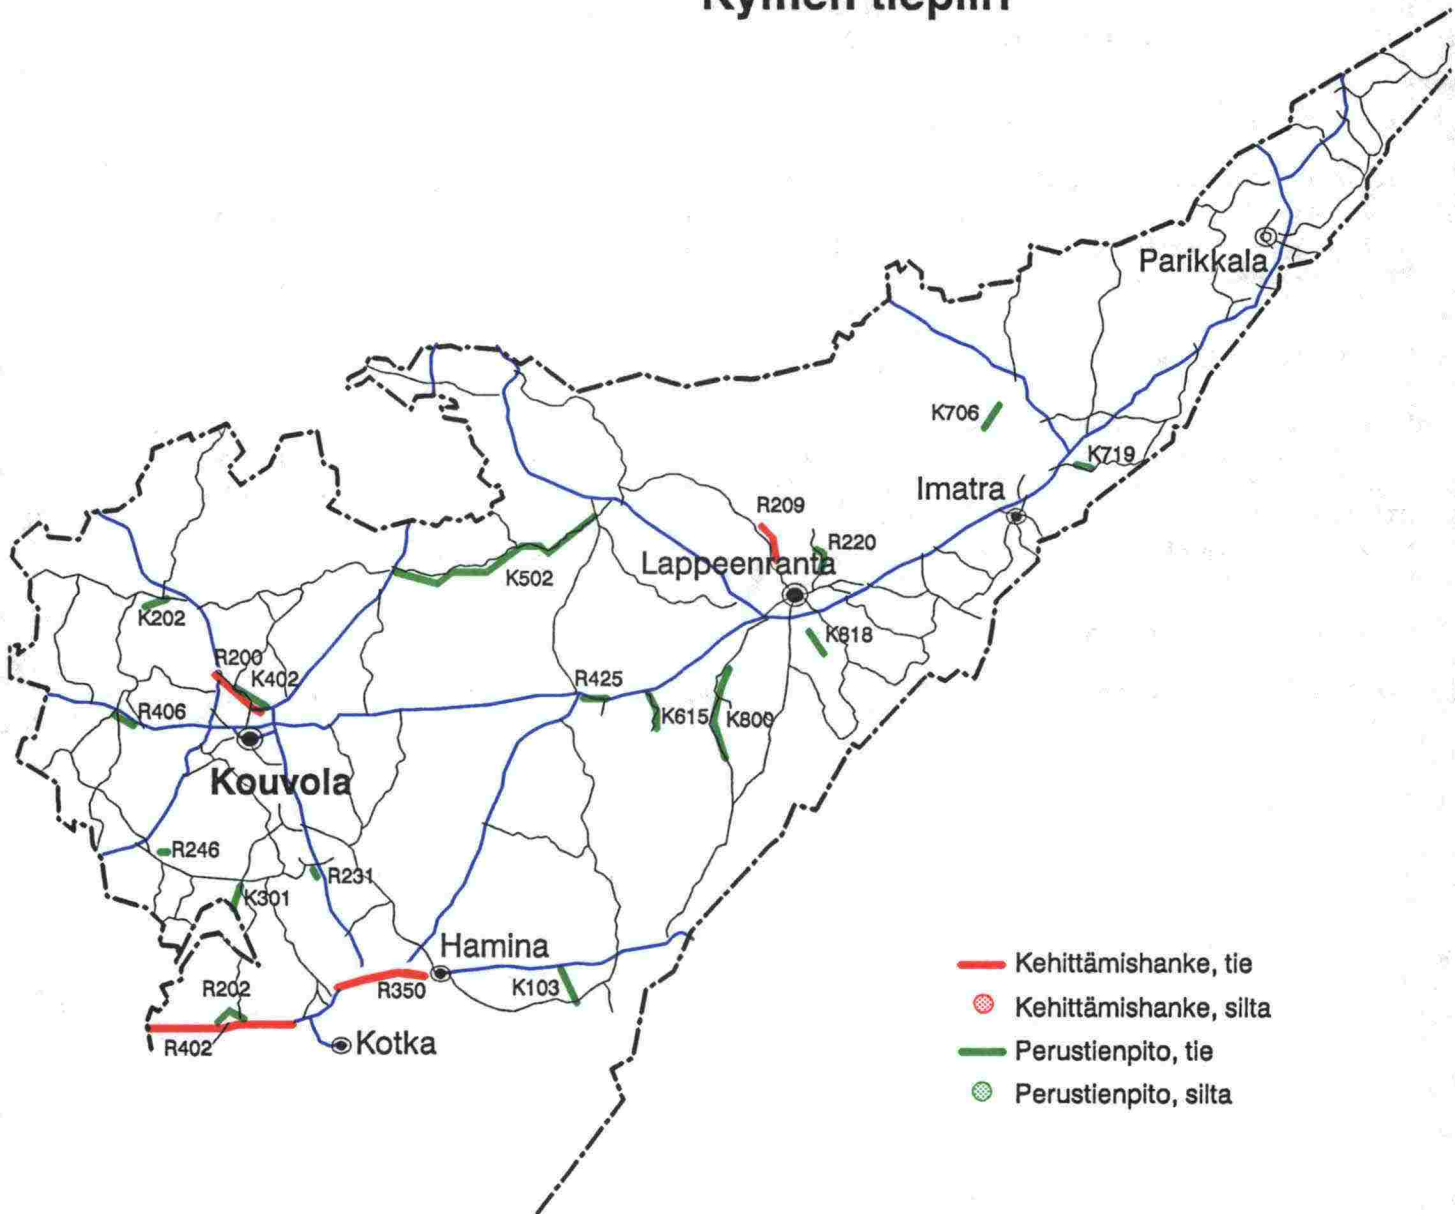 Kymen tiepiiri
Parikkala
K706
K719
Imatra
R209
R220
Lappeenranta
K502
K202
K818
R200
K402
R425
R406
K615
K800
Kouvola
R246
R231
K301
Hamina
R350
K103
R202
R402
Kotka
Kehittämishanke, tie
Kehittämishanke, silta
Perustienpito, tie
Perustienpito, silta